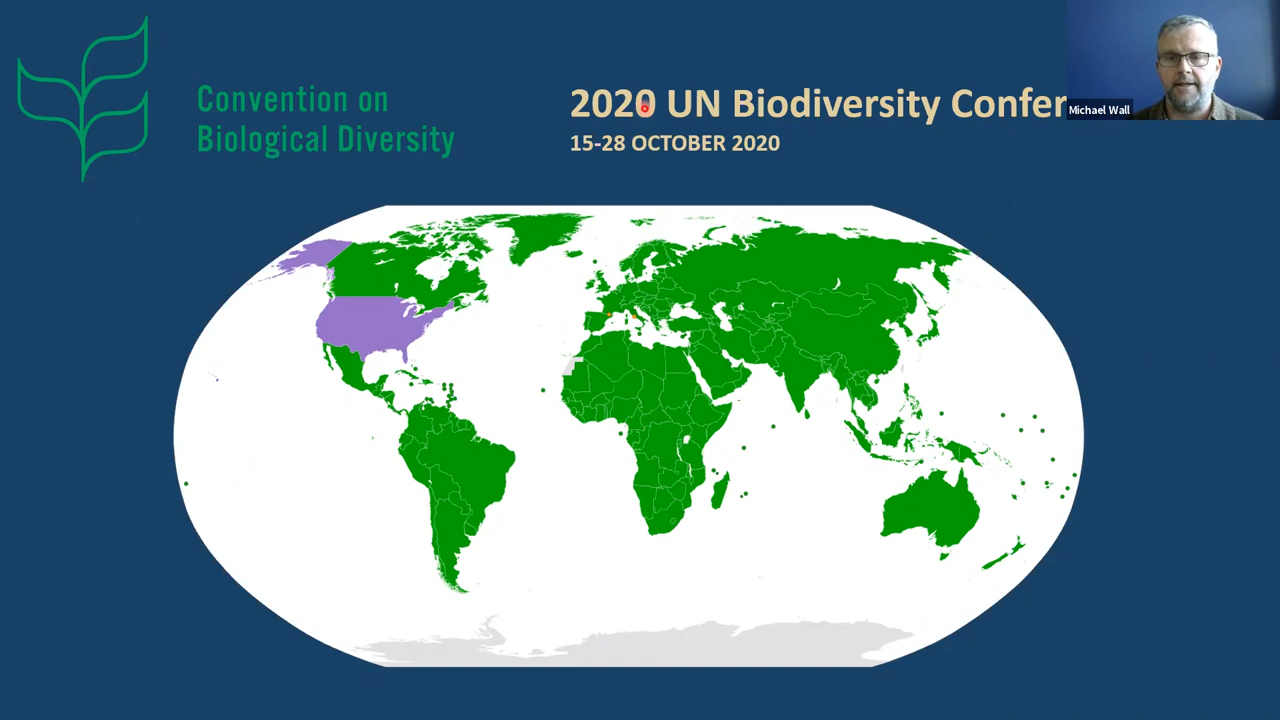 Convention on
Biological Diversity
2020 UN Biodiversity Confer
15-28 OCTOBER 2020
Michael Wall